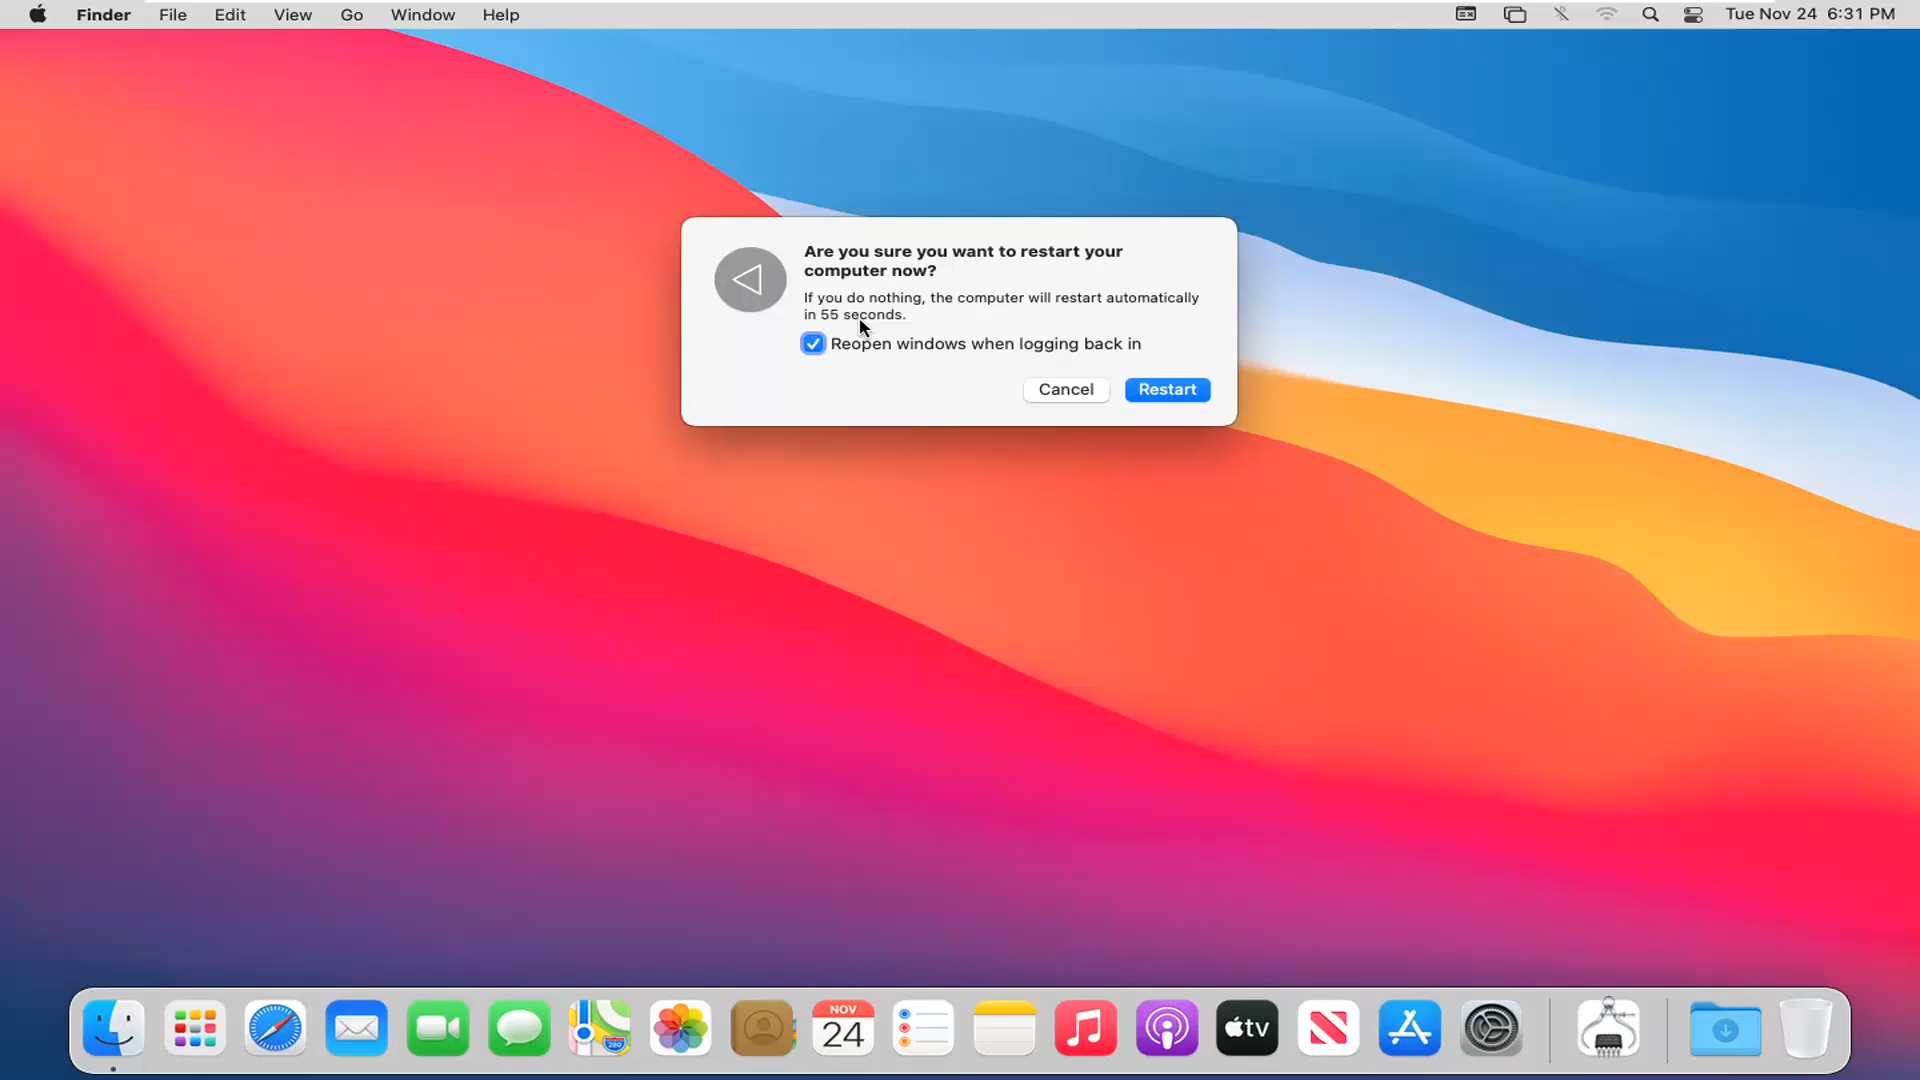 Finder File Edit View Go Window Help Tue Nov 24 6:31 PM
Are you sure you want to restart your
computer now?
If you do nothing, the computer will restart automatically
in 55 seconds.
Reopen windows when logging back in
Cancel Restart
NOV
24
280
tv